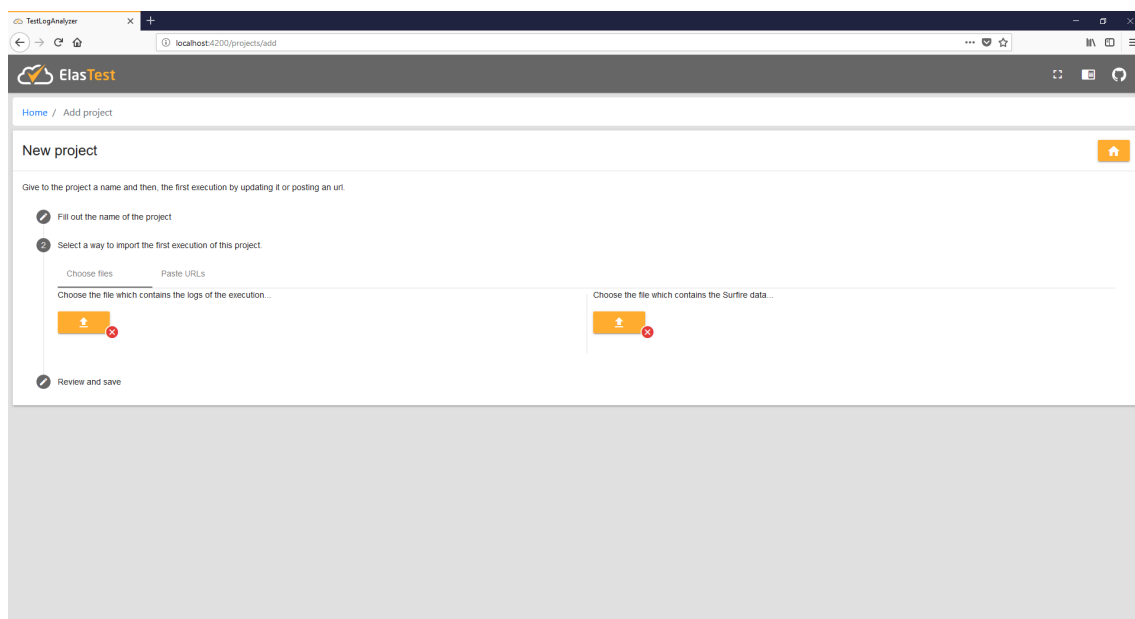 TestLogAnalyzer
localhost:4200/projects/add
ElasTest
Home / Add project
New project
Give to the project a name and then, the first execution by updating it or posting an url.
Fill out the name of the project
2 Select a way to import the first execution of this project.
Choose files Paste URLs
Choose the file which contains the logs of the execution... Choose the file which contains the Surfire data...
Review and save